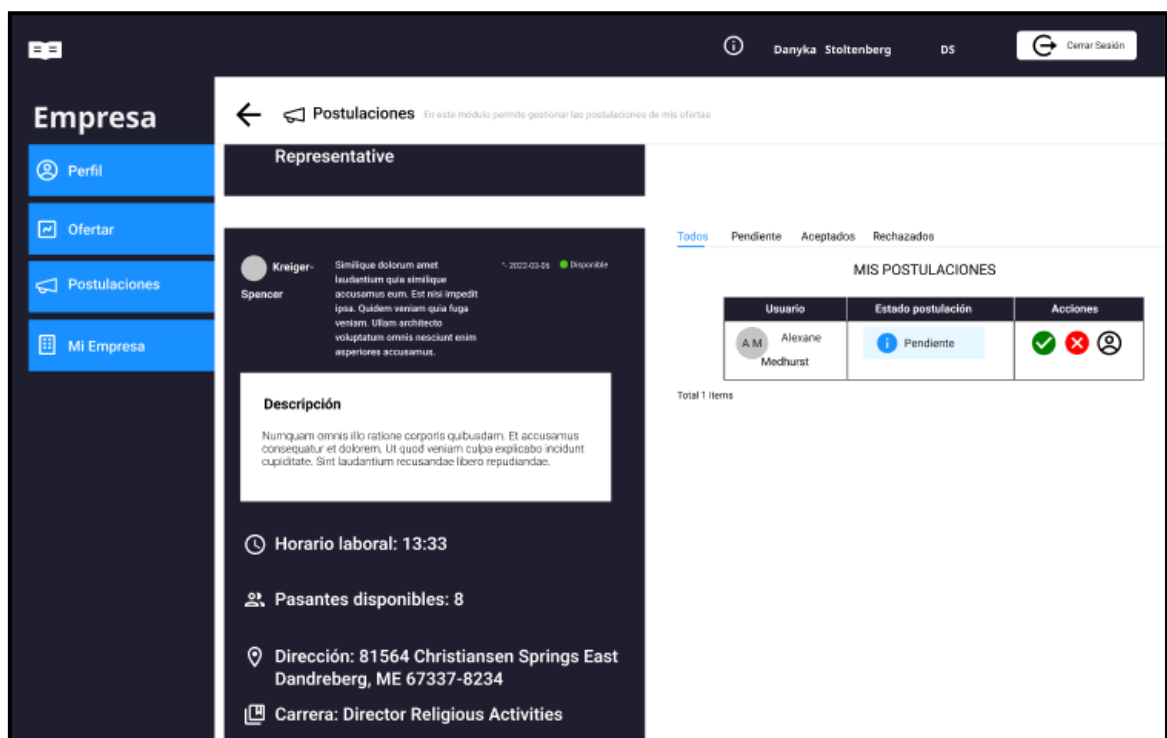 Danyka Stoltenberg
DS
Cerrar Sesión
Empresa
Perfil
Ofertar
Postulaciones
Mi Empresa
Postulaciones En este módulo permite gestionar las postulaciones de mis ofertas
Representative
Kreiger-
Spencer
Similique dolorum amet
laudantium quia similique
accusamus eum. Est nisi impedit
ipsa. Quidem veniam quia fuga
veniam. Ullam architecto
voluptatum omnis nesciunt enim
asperiores accusamus.
- 2022-03-06
Disponible
Descripción
Numquam omnis illo ratione corporis quibusdam. Et accusamus
consequatur et dolorem. Ut quod veniam culpa explicabo incidunt
cupiditate. Sint laudantium recusandae libero repudiandae.
Horario laboral: 13:33
Pasantes disponibles: 8
Dirección: 81564 Christiansen Springs East
Dandreberg, ME 67337-8234
Carrera: Director Religious Activities
Todos Pendiente Aceptados Rechazados
MIS POSTULACIONES
Usuario Estado postulación Acciones
A M Alexane
Medhurst
Pendiente
Total 1 Items